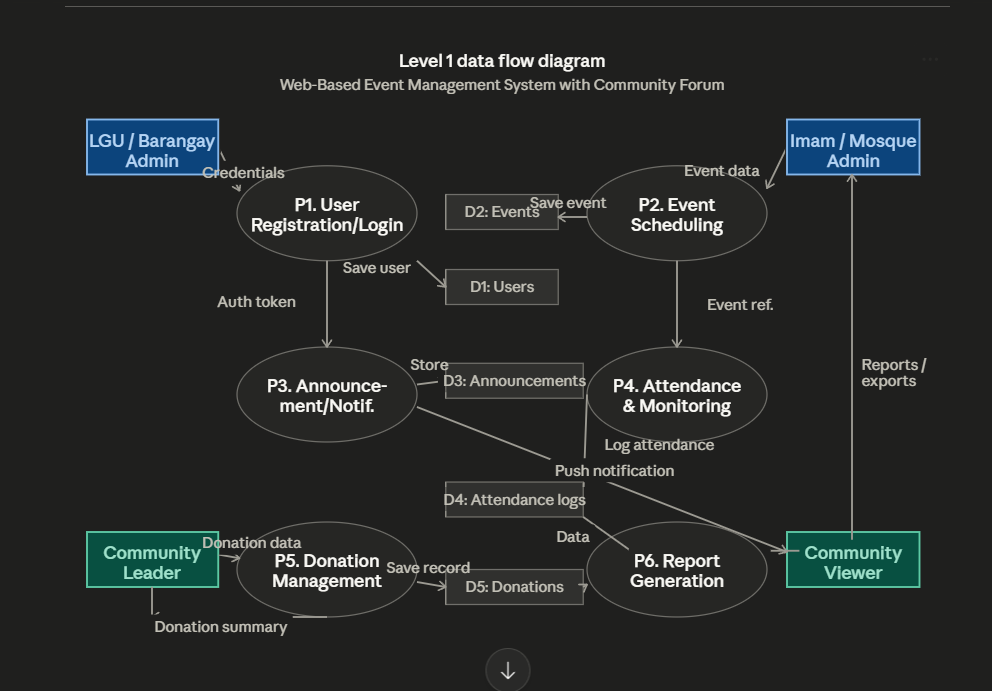 Level 1 data flow diagram
Web-Based Event Management System with Community Forum
LGU / Barangay
Admin
Imam / Mosque
Admin
Credentials
Event data
P1. User
Registration/Login
D2: Events
Save event
P2. Event
Scheduling
Save user
D1: Users
Auth token
Event ref.
Store
D3: Announcements
P3. Announce-
ment/Notif.
P4. Attendance
& Monitoring
Reports /
exports
Log attendance
Push notification
D4: Attendance logs
Data
Community
Leader
Donation data
P5. Donation
Management
Save record
D5: Donations
P6. Report
Generation
Community
Viewer
Donation summary